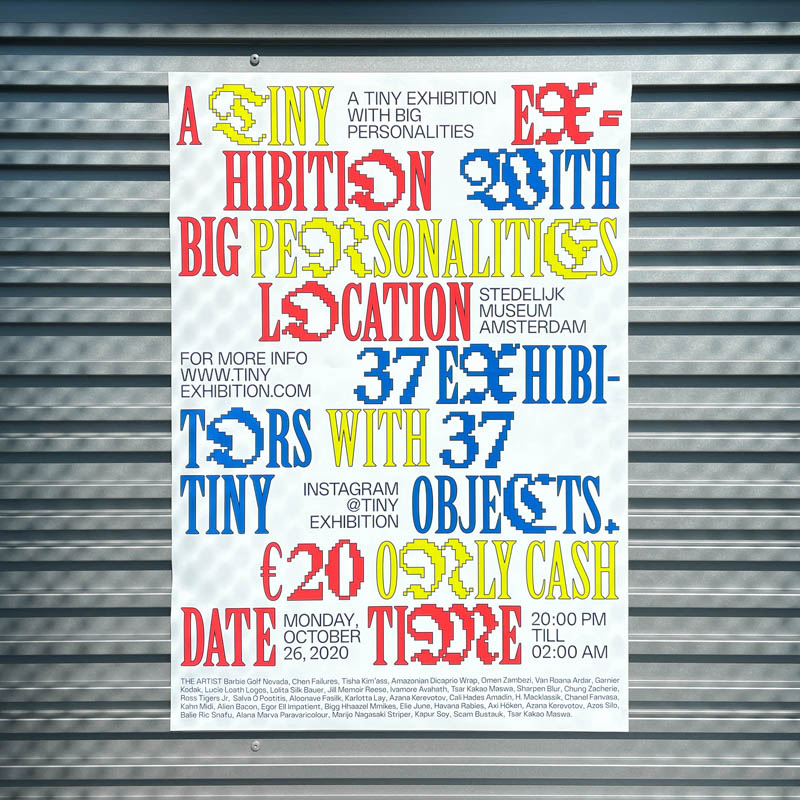 A TINY A TINY EXHIBITION WITH BIG PERSONALITIES EX-
HIBITION WITH
BIG PERSONALITIES
LOCATION STEDELIJK MUSEUM AMSTERDAM
FOR MORE INFO WWW.TINY EXHIBITION.COM 37 EXHIBI-
TORS WITH 37
TINY INSTAGRAM @TINY EXHIBITION OBJECTS.
€20 ONLY CASH
DATE MONDAY, OCTOBER 26, 2020 TIME 20:00 PM TILL 02:00 AM
THE ARTIST Barbie Golf Nevada, Chen Failures, Tisha Kim'ass, Amazonian Dicaprio Wrap, Omen Zambezi, Van Roana Ardar, Garnier
Kodak, Lucie Loath Logos, Lolita Silk Bauer, Jill Memoir Reese, Ivamore Avahath, Tsar Kakao Maswa, Sharpen Blur, Chung Zacherie,
Ross Tigers Jr, Salva O Pootitis, Aloonave Fasilk, Karlotta Lay, Azana Kerevotov, Cali Hades Amadin, H. Macklassik, Chanel Fanvasa,
Kahn Midi, Alien Bacon, Egor Ell Impatient, Bigg Hhaazel Mmikes, Elie June, Havana Rabies, Axi Höken, Azana Kerevotov, Azos Silo,
Balie Ric Snafu, Alana Marva Paravaricolour, Marijo Nagasaki Striper, Kapur Soy, Scam Bustauk, Tsar Kakao Maswa.